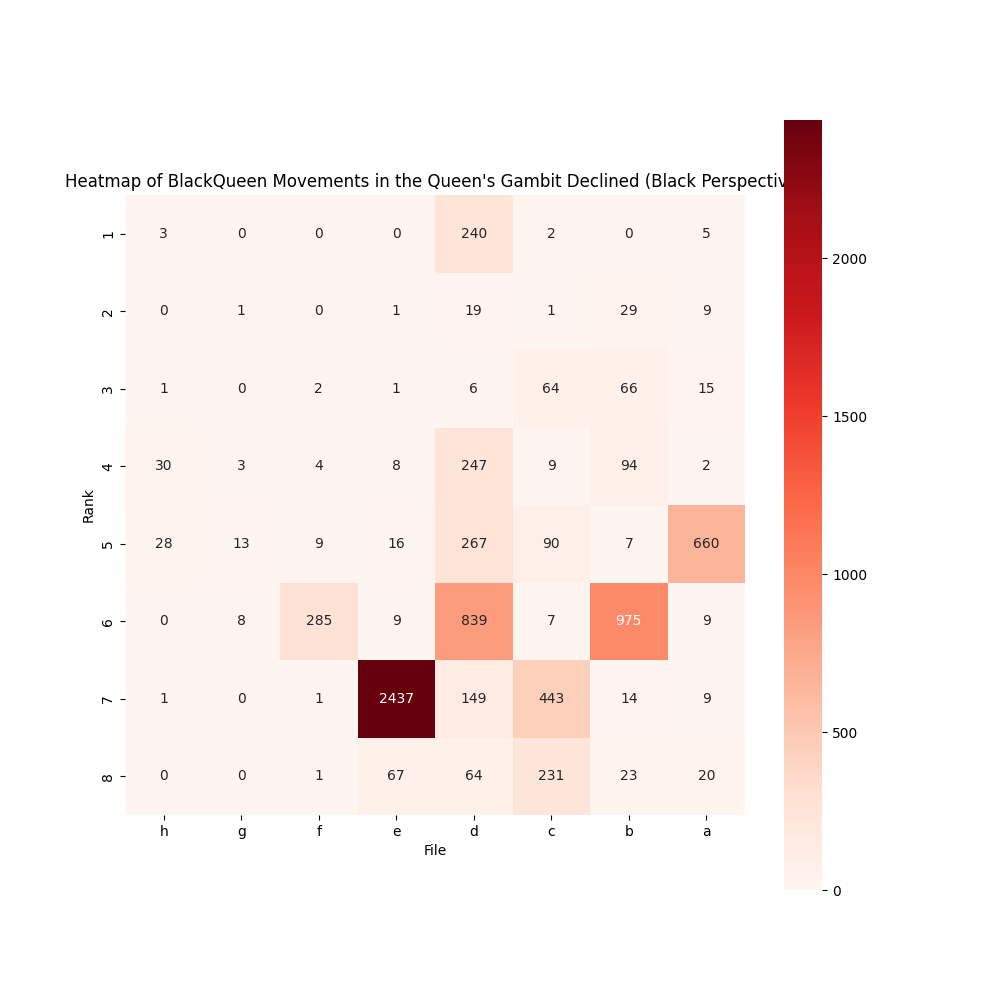 Heatmap of BlackQueen Movements in the Queen's Gambit Declined (Black Perspectiv
1 3 0 0 0 240 2 0 5
2 0 1 0 1 19 1 29 9
3 1 0 2 1 6 64 66 15
4 30 3 4 8 247 9 94 2
5 28 13 9 16 267 90 7 660
6 0 8 285 9 839 7 975 9
7 1 0 1 2437 149 443 14 9
8 0 0 1 67 64 231 23 20
h g f e d c b a
File
Rank
2000
1500
1000
500
0